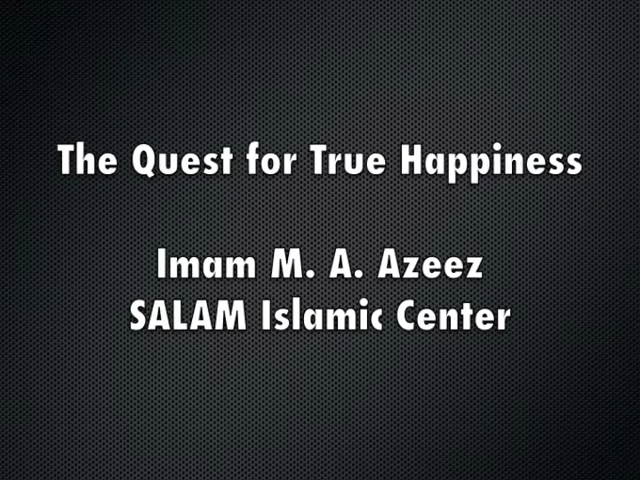 The Quest for True Happiness
Imam M. A. Azeez
SALAM Islamic Center